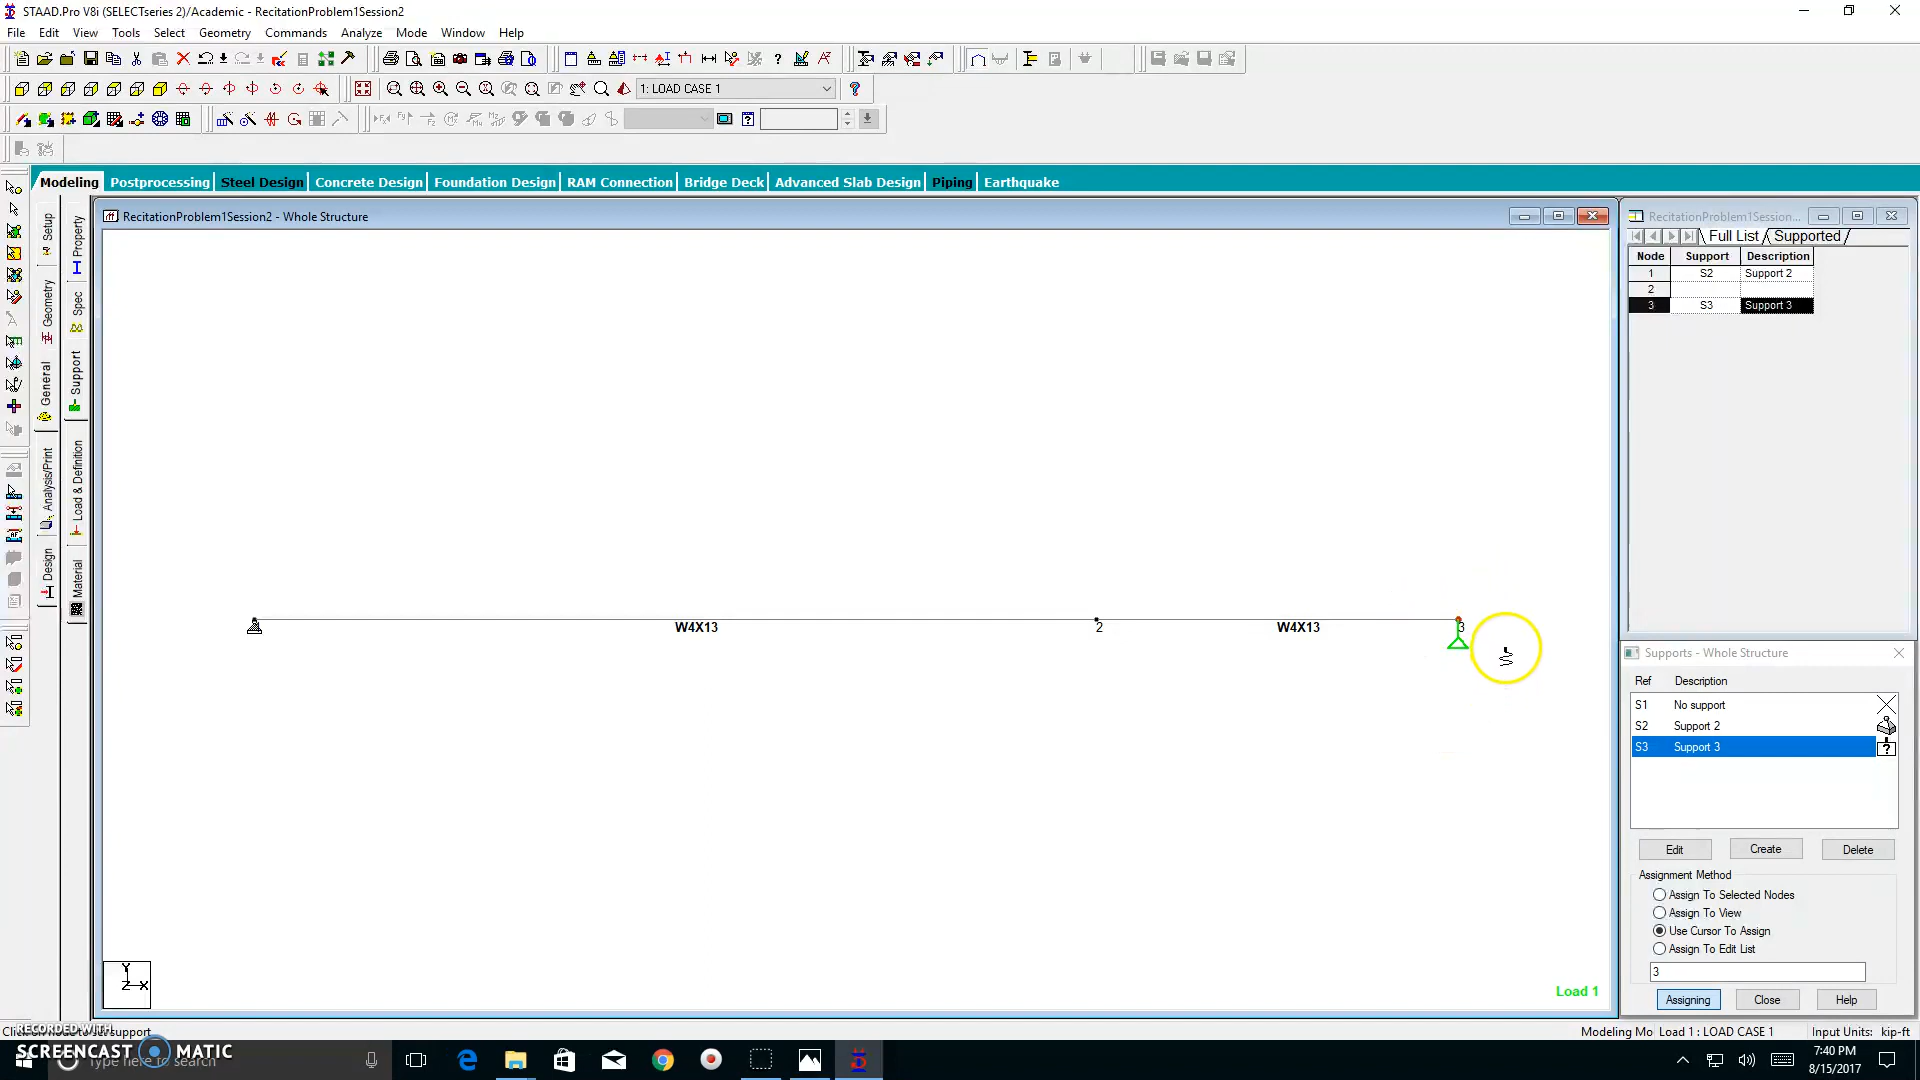 STAAD.Pro V8i (SELECTseries 2)/Academic - RecitationProblem1Session2
File Edit View Tools Select Geometry Commands Analyze Mode Window Help
1: LOAD CASE 1
Modeling Postprocessing Steel Design Concrete Design Foundation Design RAM Connection Bridge Deck Advanced Slab Design Piping Earthquake
Setup
Geometry
General
Analysis/Print
Design
Property
Spec
Support
Load & Definition
Material
RecitationProblem1Session2 - Whole Structure
W4X13
2
W4X13
3
Load 1
Y
Z X
RecitationProblem1Session...
Full List Supported
Node Support Description
1 S2 Support 2
2
3 S3 Support 3
Supports - Whole Structure
Ref Description
S1 No support
S2 Support 2
S3 Support 3
Edit Create Delete
Assignment Method
Assign To Selected Nodes
Assign To View
Use Cursor To Assign
Assign To Edit List
3
Assigning Close Help
Modeling Mo Load 1 : LOAD CASE 1 Input Units: kip-ft
RECORDED WITH
SCREENCAST MATIC
7:40 PM
8/15/2017